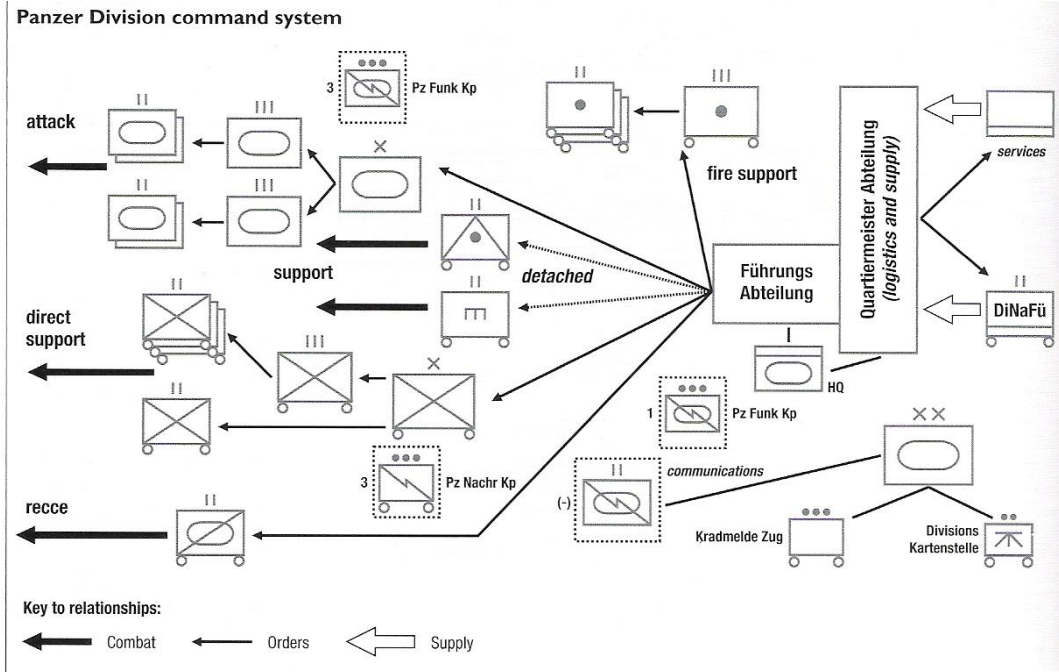 Panzer Division command system
3
Pz Funk Kp
attack
fire support
services
support
detached
Führungs
Abteilung
Quartiermeister Abteilung
(logistics and supply)
DiNaFü
direct
support
HQ
1
Pz Funk Kp
3
Pz Nachr Kp
communications
(-)
recce
Kradmelde Zug
Divisions
Kartenstelle
Key to relationships:
Combat
Orders
Supply